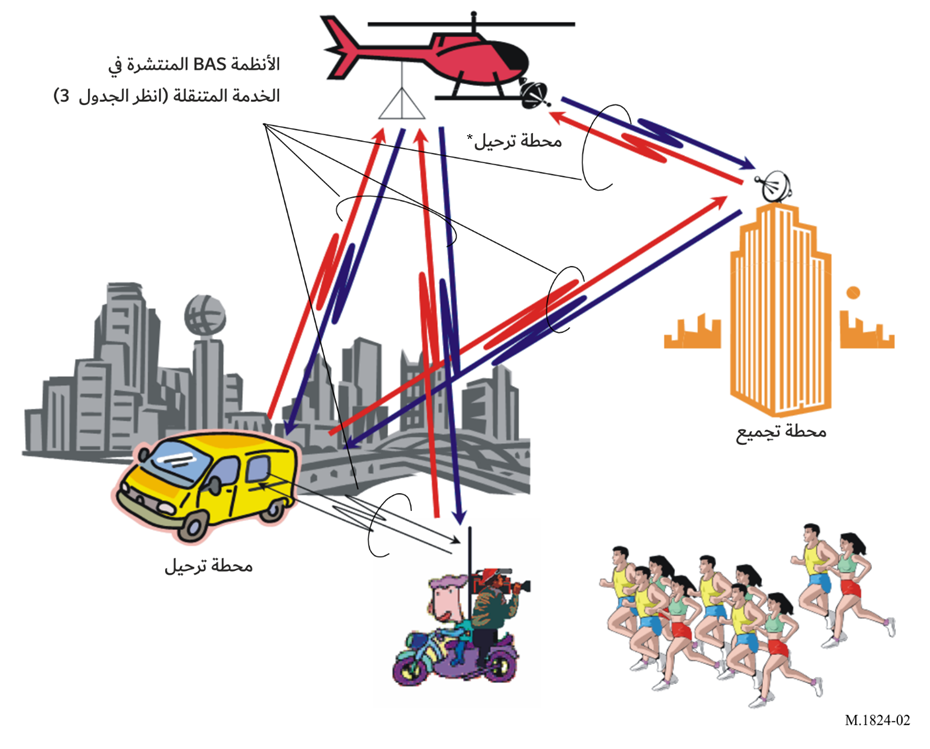 الأنظمة BAS المنتشرة في
الخدمة المتنقلة (انظر الجدول 3)
محطة ترحيل*
محطة تجميع
محطة ترحيل
M.1824-02